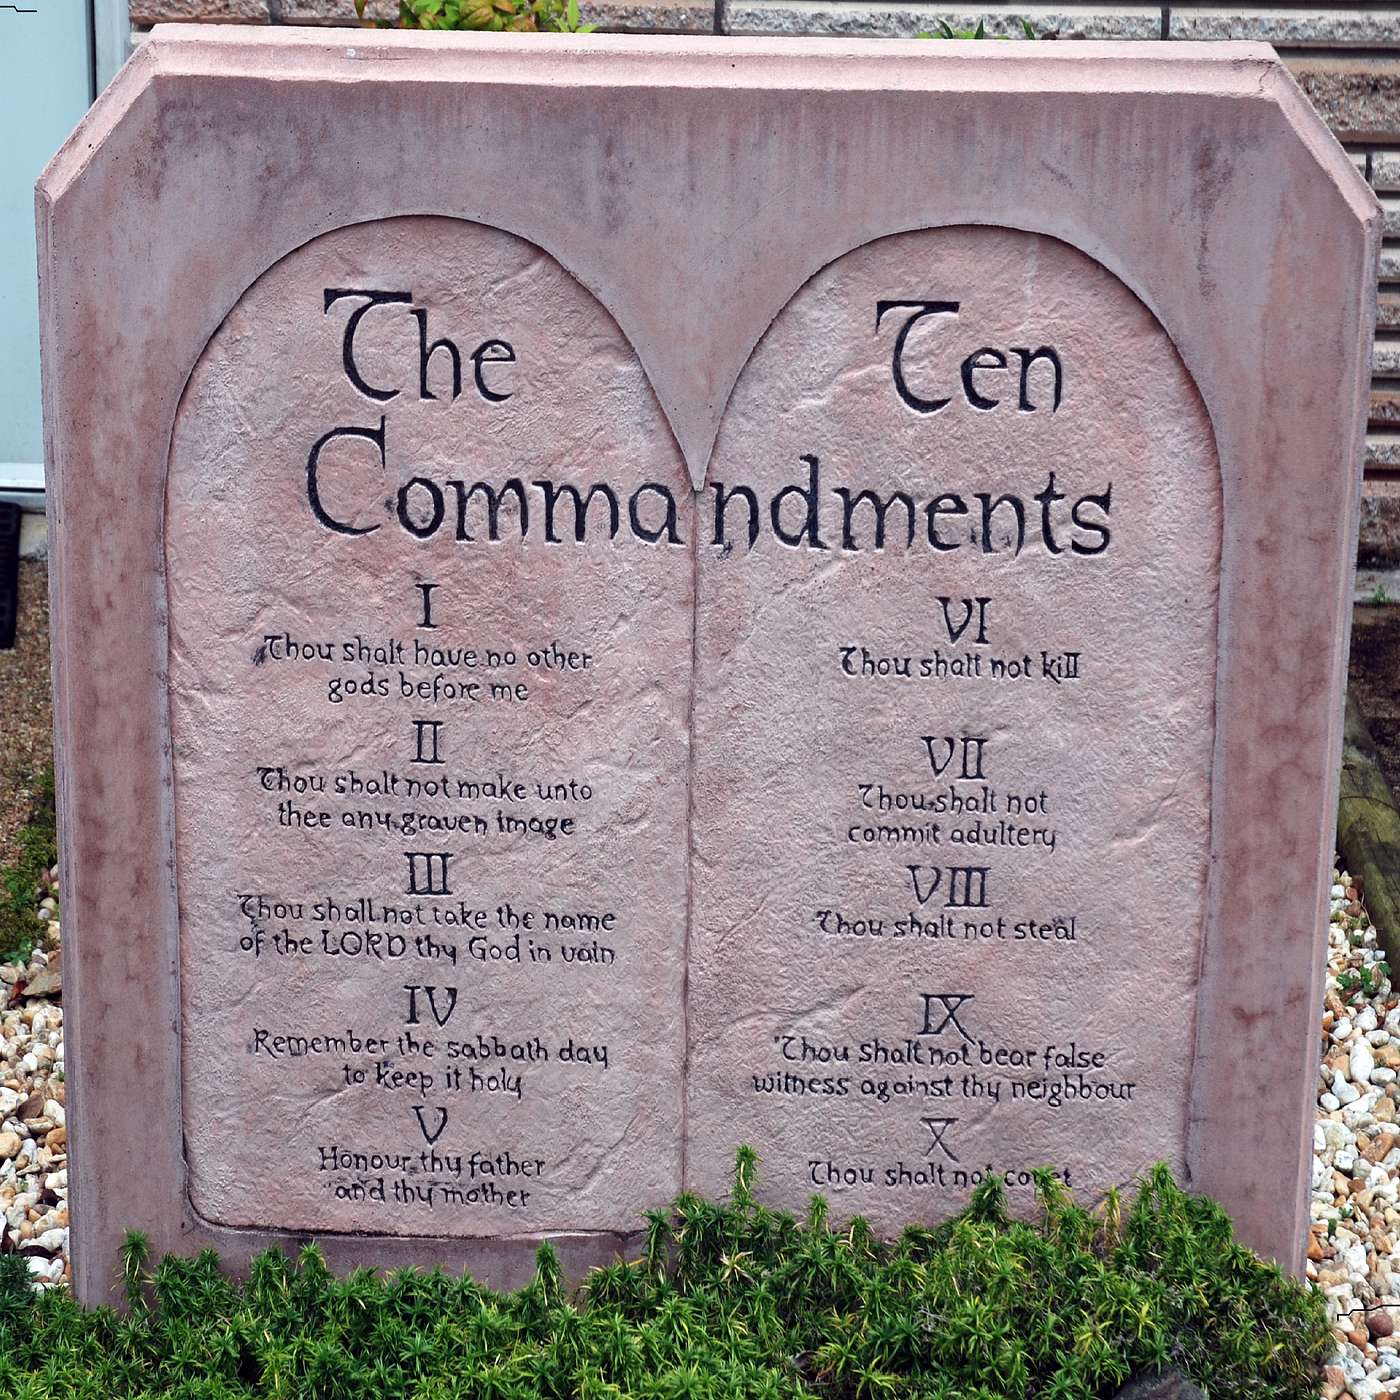 The Ten
Commandments
I
Thou shalt have no other
gods before me
II
Thou shalt not make unto
thee any graven image
III
Thou shalt not take the name
of the LORD thy God in vain
IV
Remember the sabbath day
to keep it holy
V
Honour thy father
and thy mother
VI
Thou shalt not kill
VII
Thou shalt not
commit adultery
VIII
Thou shalt not steal
IX
Thou shalt not bear false
witness against thy neighbour
X
Thou shalt not covet